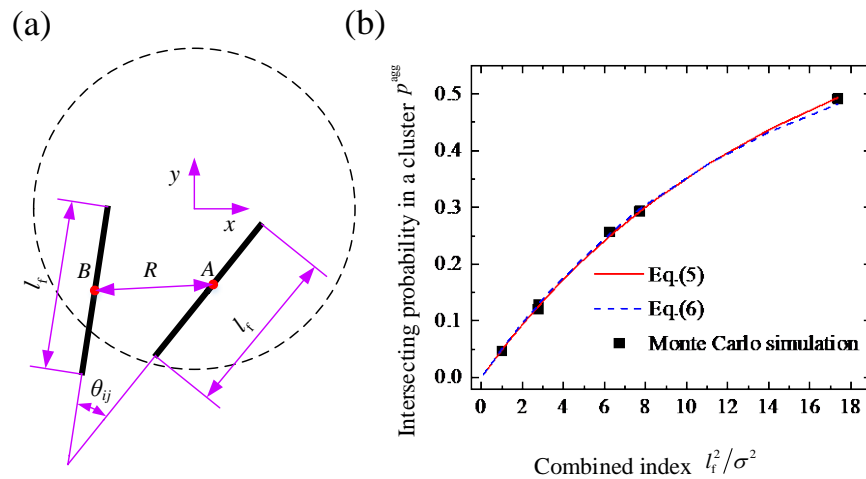 (a)
y
x
B
R
A
l_f
l_f
θ_ij
(b)
Intersecting probability in a cluster p^agg
0.5
0.4
0.3
0.2
0.1
0.0
Eq.(5)
Eq.(6)
Monte Carlo simulation
0 2 4 6 8 10 12 14 16 18
Combined index l_f^2/σ^2